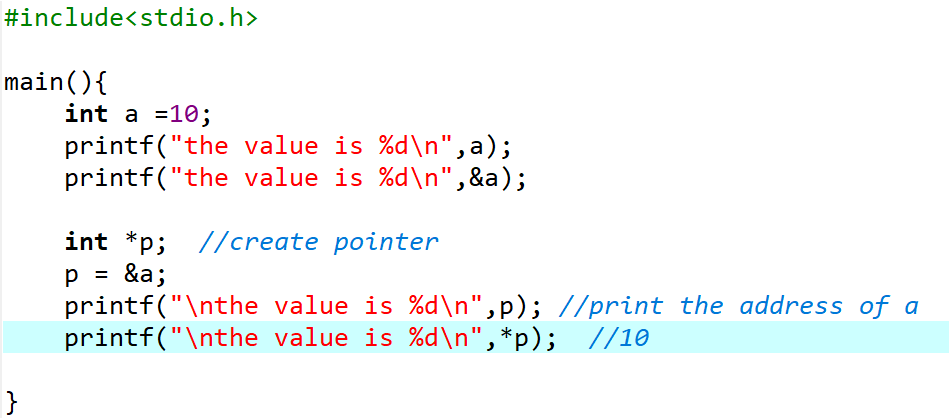 #include<stdio.h>
main(){
int a =10;
printf("the value is %d\n",a);
printf("the value is %d\n",&a);
int *p;  //create pointer
p = &a;
printf("\nthe value is %d\n",p); //print the address of a
printf("\nthe value is %d\n",*p);  //10
}